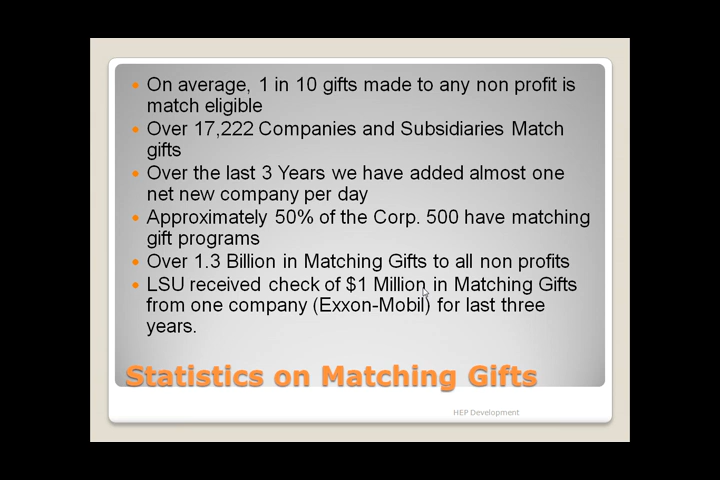 On average, 1 in 10 gifts made to any non profit is
match eligible
Over 17,222 Companies and Subsidiaries Match
gifts
Over the last 3 Years we have added almost one
net new company per day
Approximately 50% of the Corp. 500 have matching
gift programs
Over 1.3 Billion in Matching Gifts to all non profits
LSU received check of $1 Million in Matching Gifts
from one company (Exxon-Mobil) for last three
years.
Statistics on Matching Gifts
HEP Development